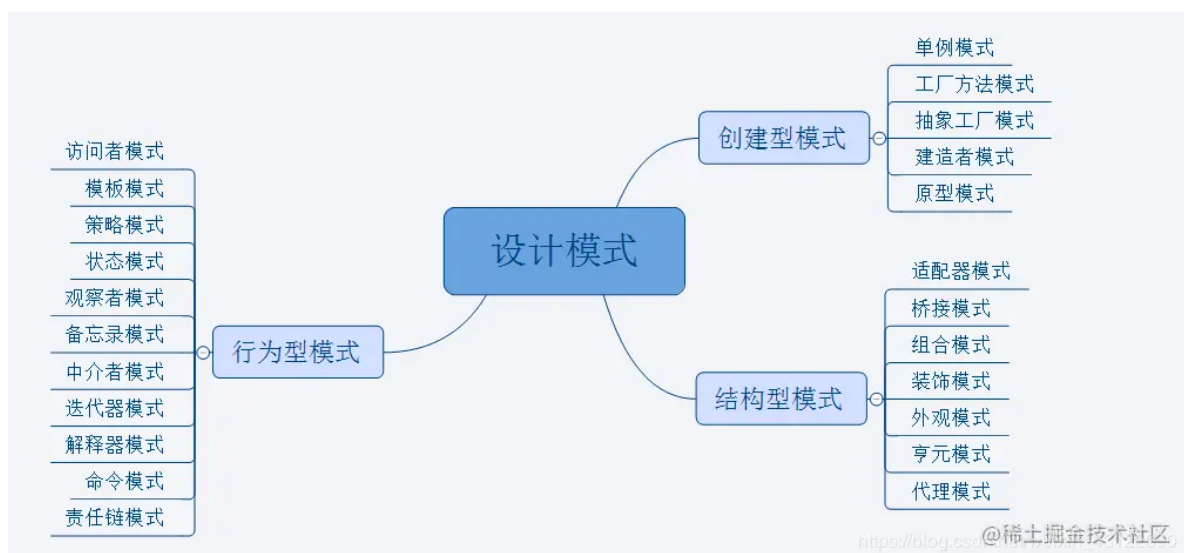 设计模式
创建型模式
单例模式
工厂方法模式
抽象工厂模式
建造者模式
原型模式
结构型模式
适配器模式
桥接模式
组合模式
装饰模式
外观模式
亨元模式
代理模式
行为型模式
访问者模式
模板模式
策略模式
状态模式
观察者模式
备忘录模式
中介者模式
迭代器模式
解释器模式
命令模式
责任链模式
@稀土掘金技术社区